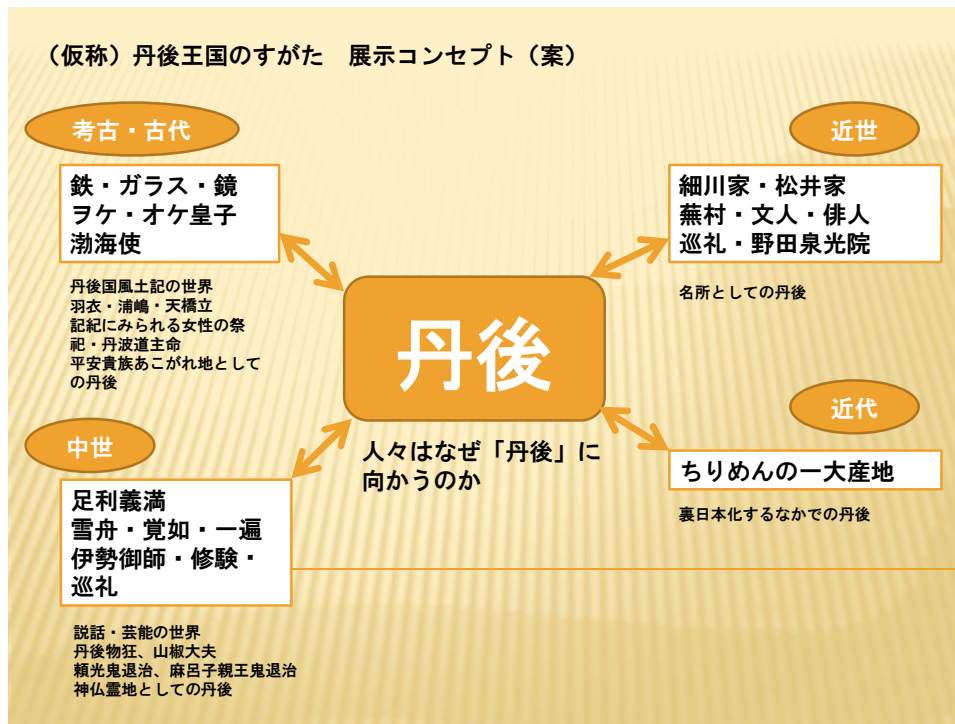 （仮称）丹後王国のすがた　展示コンセプト（案）
考古・古代
鉄・ガラス・鏡
ヲケ・オケ皇子
渤海使
丹後国風土記の世界
羽衣・浦嶋・天橋立
記紀にみられる女性の祭
祀・丹波道主命
平安貴族あこがれ地として
の丹後
中世
足利義満
雪舟・覚如・一遍
伊勢御師・修験・
巡礼
説話・芸能の世界
丹後物狂、山椒大夫
頼光鬼退治、麻呂子親王鬼退治
神仏霊地としての丹後
丹後
人々はなぜ「丹後」に
向かうのか
近世
細川家・松井家
蕪村・文人・俳人
巡礼・野田泉光院
名所としての丹後
近代
ちりめんの一大産地
裏日本化するなかでの丹後